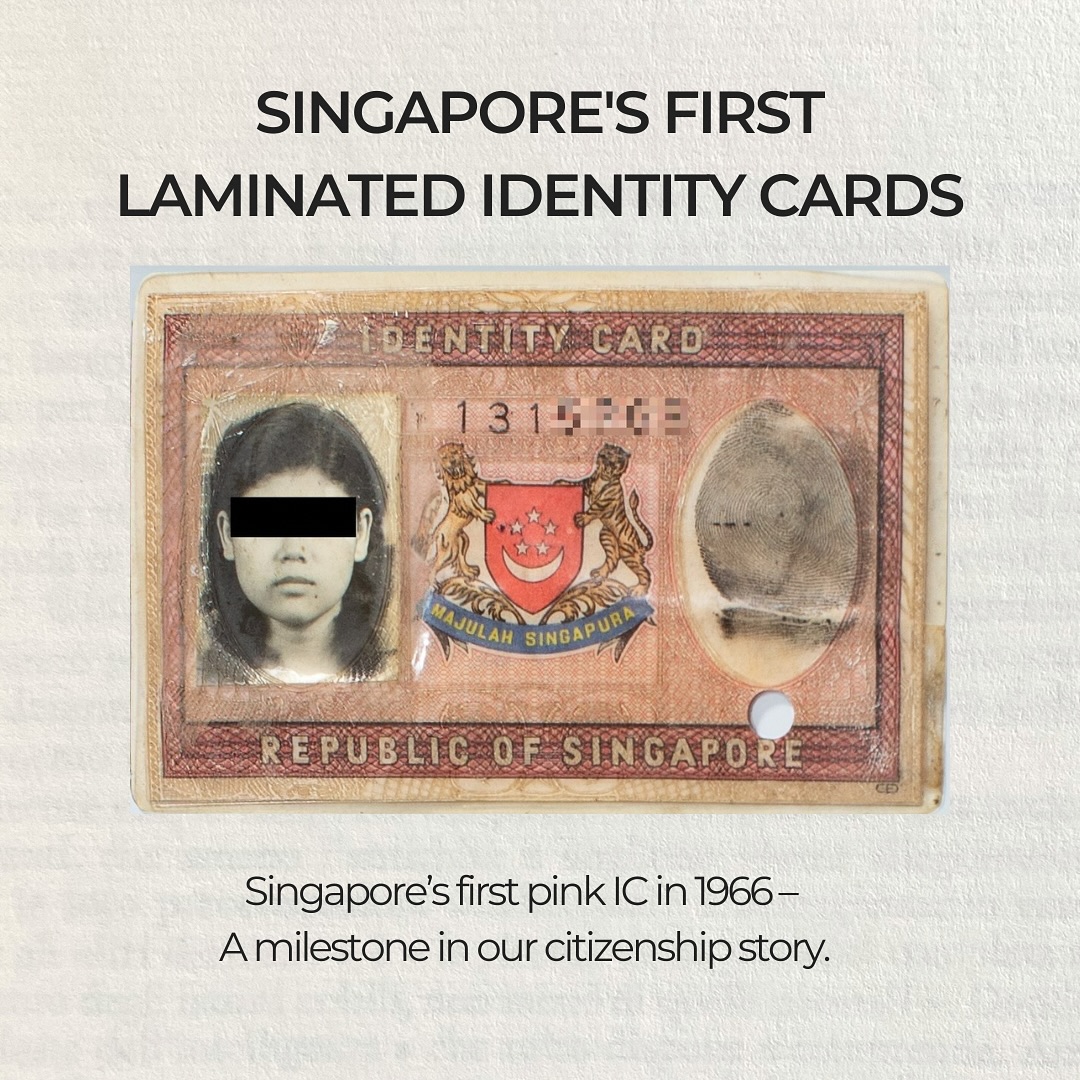 SINGAPORE'S FIRST
LAMINATED IDENTITY CARDS
IDENTITY CARD
131
MAJULAH SINGAPURA
REPUBLIC OF SINGAPORE
Singapore’s first pink IC in 1966 –
A milestone in our citizenship story.